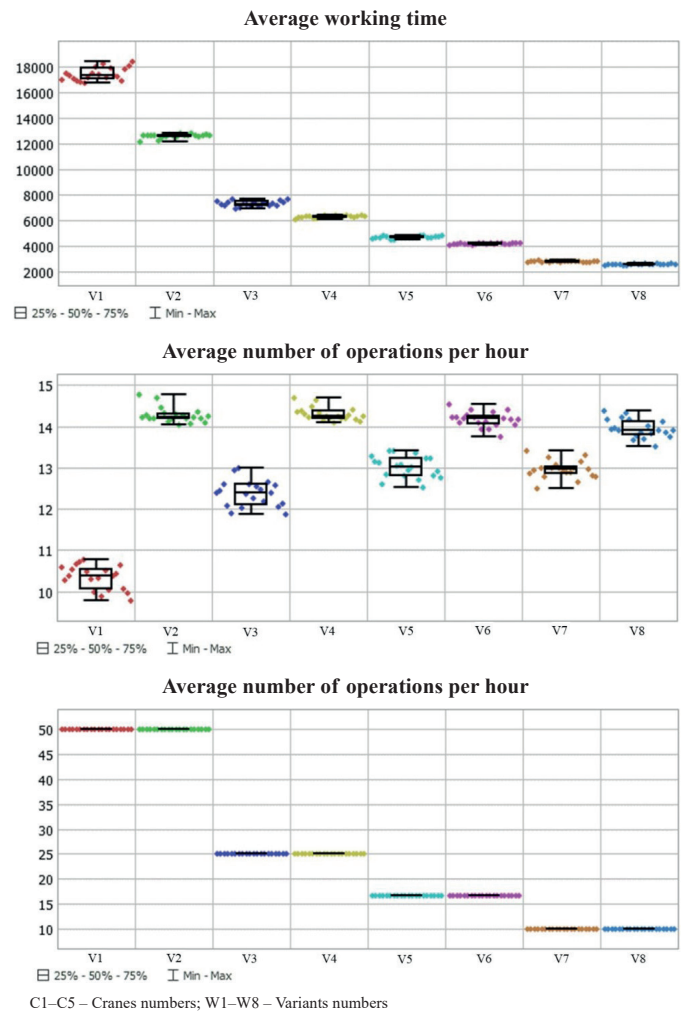 Average working time
18000
16000
14000
12000
10000
8000
6000
4000
2000
V1 V2 V3 V4 V5 V6 V7 V8
25% - 50% - 75% Min - Max
Average number of operations per hour
15
14
13
12
11
10
V1 V2 V3 V4 V5 V6 V7 V8
25% - 50% - 75% Min - Max
Average number of operations per hour
50
45
40
35
30
25
20
15
10
V1 V2 V3 V4 V5 V6 V7 V8
25% - 50% - 75% Min - Max
C1–C5 – Cranes numbers; W1–W8 – Variants numbers